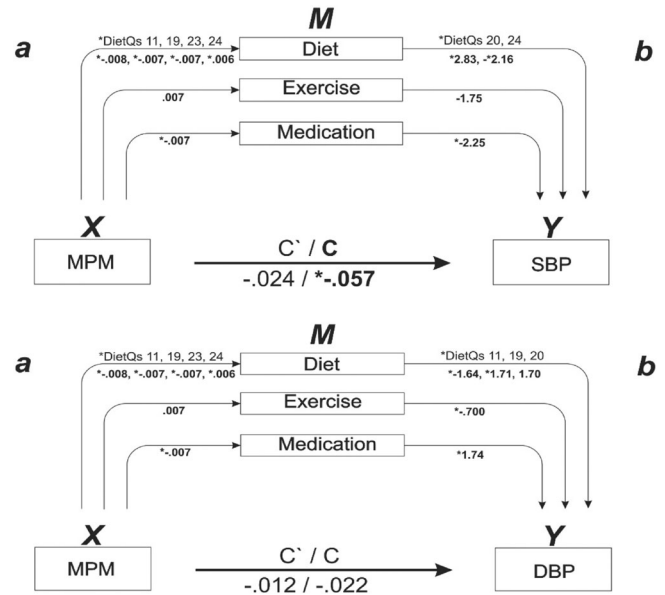 M
a
*DietQs 11, 19, 23, 24
Diet
*DietQs 20, 24
b
*-.008, *-.007, *-.007, *.006
*2.83, -*2.16
.007
Exercise
-1.75
*-.007
Medication
*-2.25
X
Y
MPM
C` / C
SBP
-.024 / *-.057
M
a
*DietQs 11, 19, 23, 24
Diet
*DietQs 11, 19, 20
b
*-.008, *-.007, *-.007, *.006
*-1.64, *1.71, 1.70
.007
Exercise
*-.700
*-.007
Medication
*1.74
X
Y
MPM
C` / C
DBP
-.012 / -.022